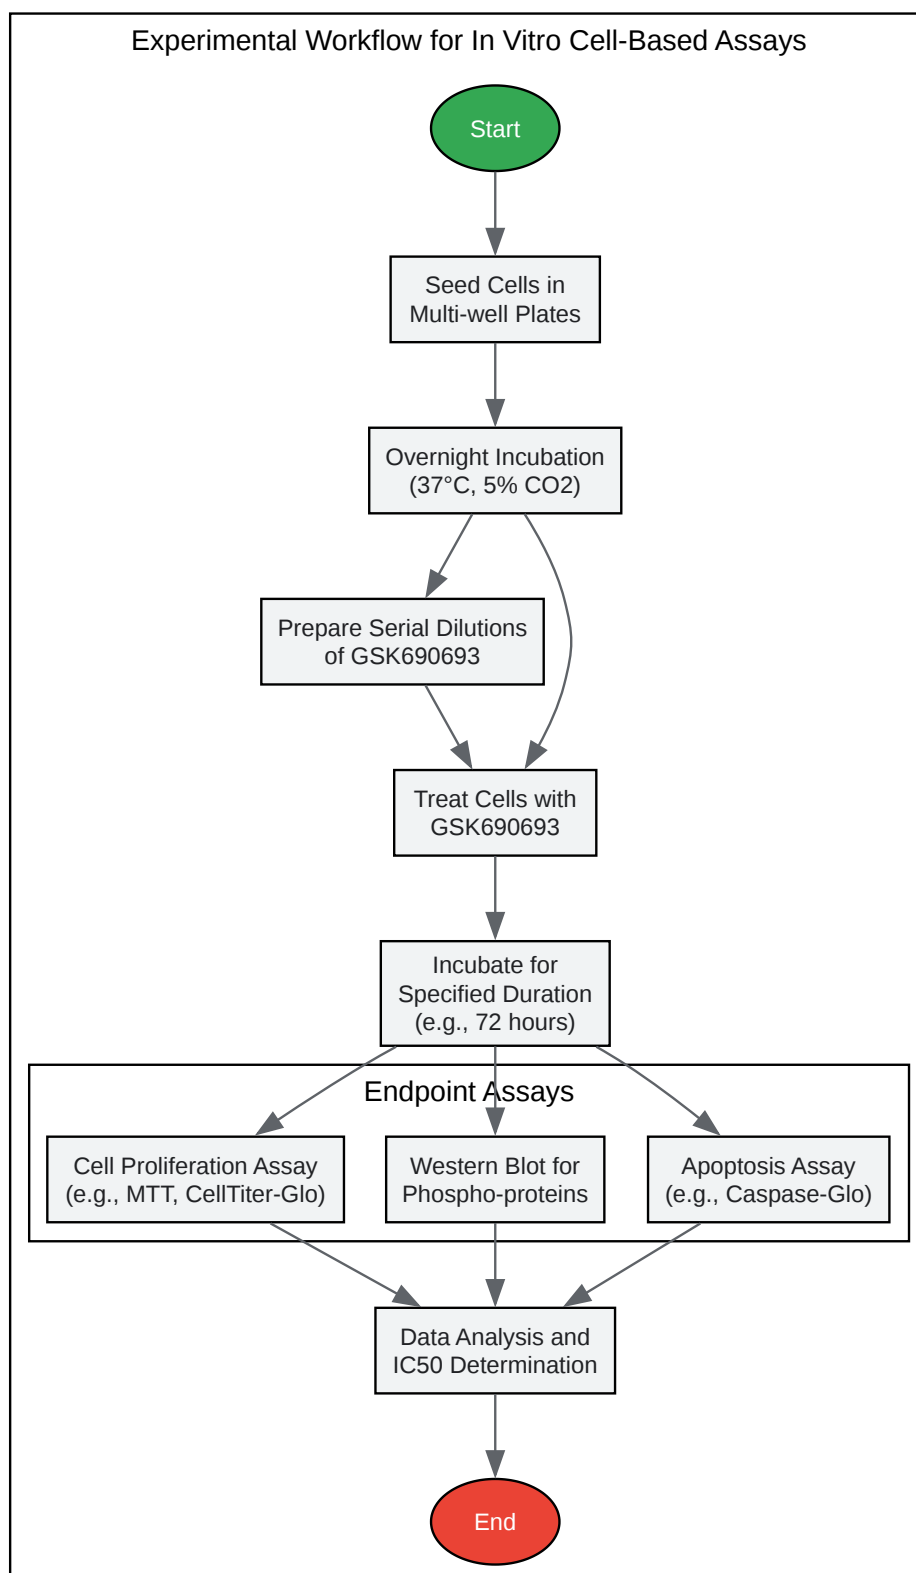 Experimental Workflow for In Vitro Cell-Based Assays
Start
Seed Cells in
Multi-well Plates
Overnight Incubation
(37°C, 5% CO2)
Prepare Serial Dilutions
of GSK690693
Treat Cells with
GSK690693
Incubate for
Specified Duration
(e.g., 72 hours)
Endpoint Assays
Cell Proliferation Assay
(e.g., MTT, CellTiter-Glo)
Western Blot for
Phospho-proteins
Apoptosis Assay
(e.g., Caspase-Glo)
Data Analysis and
IC50 Determination
End